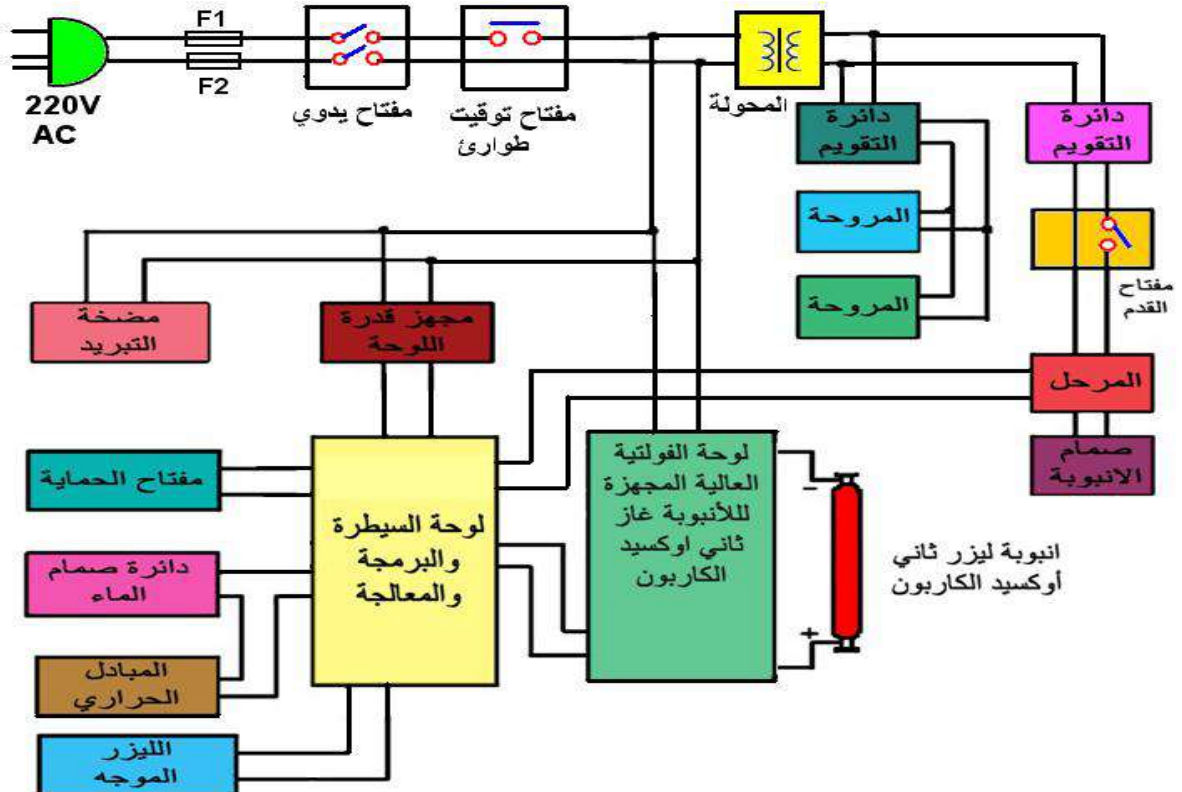 F1
F2
220V
AC
مفتاح يدوي
مفتاح توقيت
طوارئ
المحولة
دائرة
التقويم
دائرة
التقويم
المروحة
المروحة
مفتاح
القدم
مضخة
التبريد
مجهز قدرة
اللوحة
المرحل
صمام
الانبوبة
مفتاح الحماية
لوحة السيطرة
والبرمجة
والمعالجة
لوحة الفولتية
العالية المجهزة
للأنبوبة غاز
ثاني اوكسيد
الكاربون
−
+
انبوبة ليزر ثاني
أوكسيد الكاربون
دائرة صمام
الماء
المبادل
الحراري
الليزر
الموجه